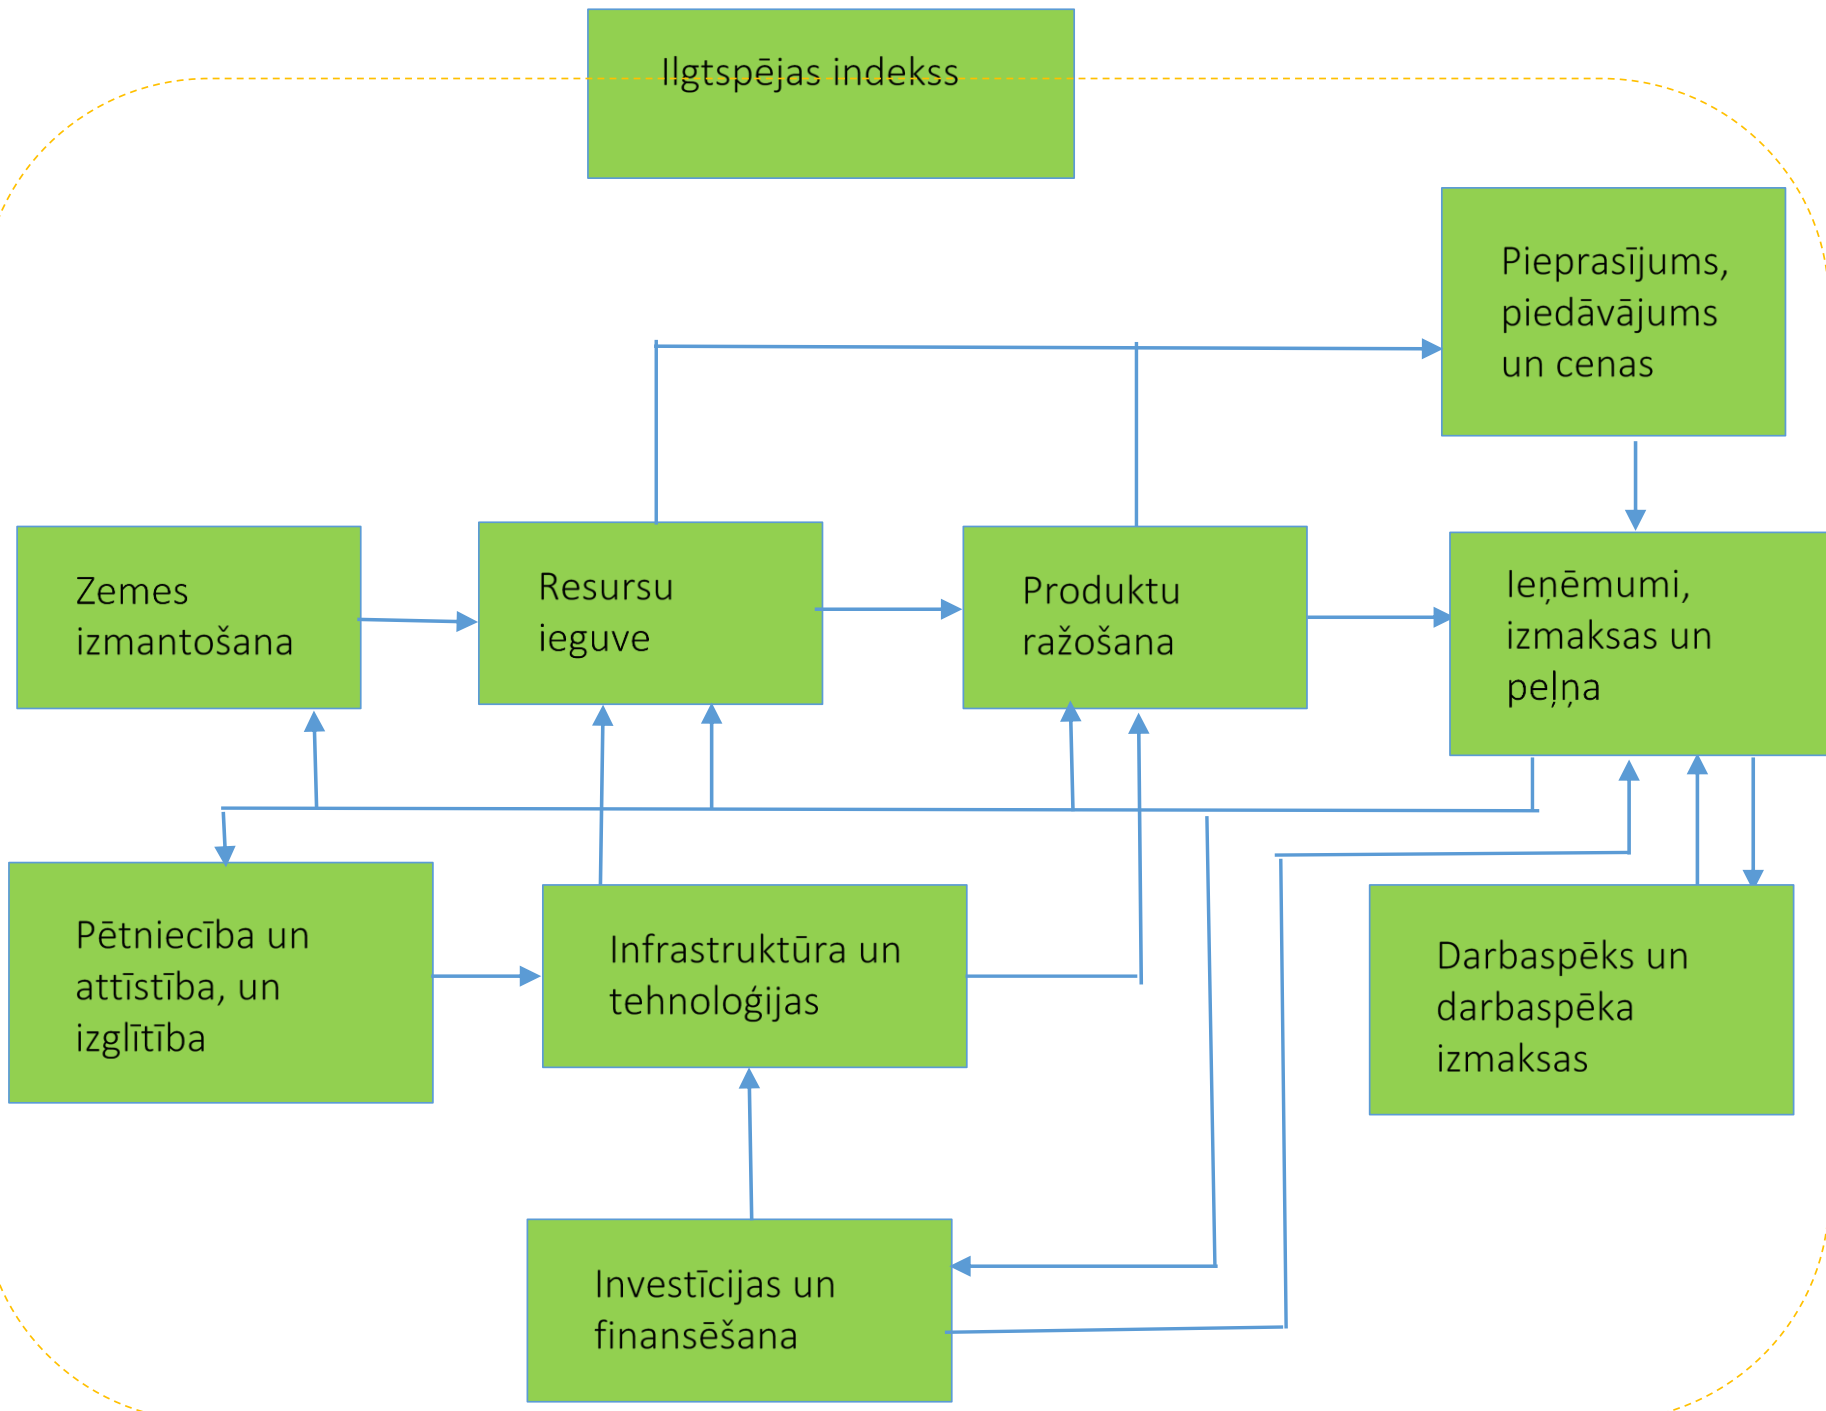 Ilgtspējas indekss
Pieprasījums,
piedāvājums
un cenas
Zemes
izmantošana
Resursu
ieguve
Produktu
ražošana
Ieņēmumi,
izmaksas un
peļņa
Pētniecība un
attīstība, un
izglītība
Infrastruktūra un
tehnoloģijas
Darbaspēks un
darbaspēka
izmaksas
Investīcijas un
finansēšana